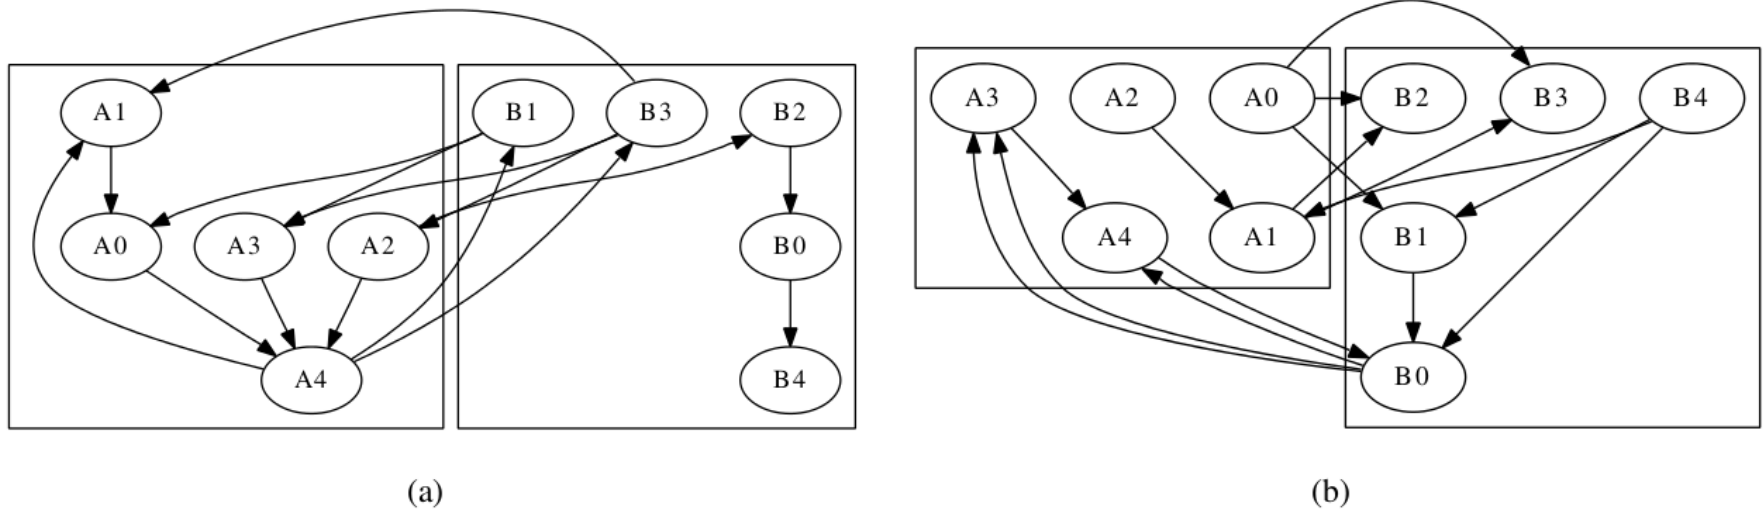 A1 B1 B3 B2
A0 A3 A2 B0
A4 B4
(a)
A3 A2 A0 B2 B3 B4
A4 A1 B1
B0
(b)